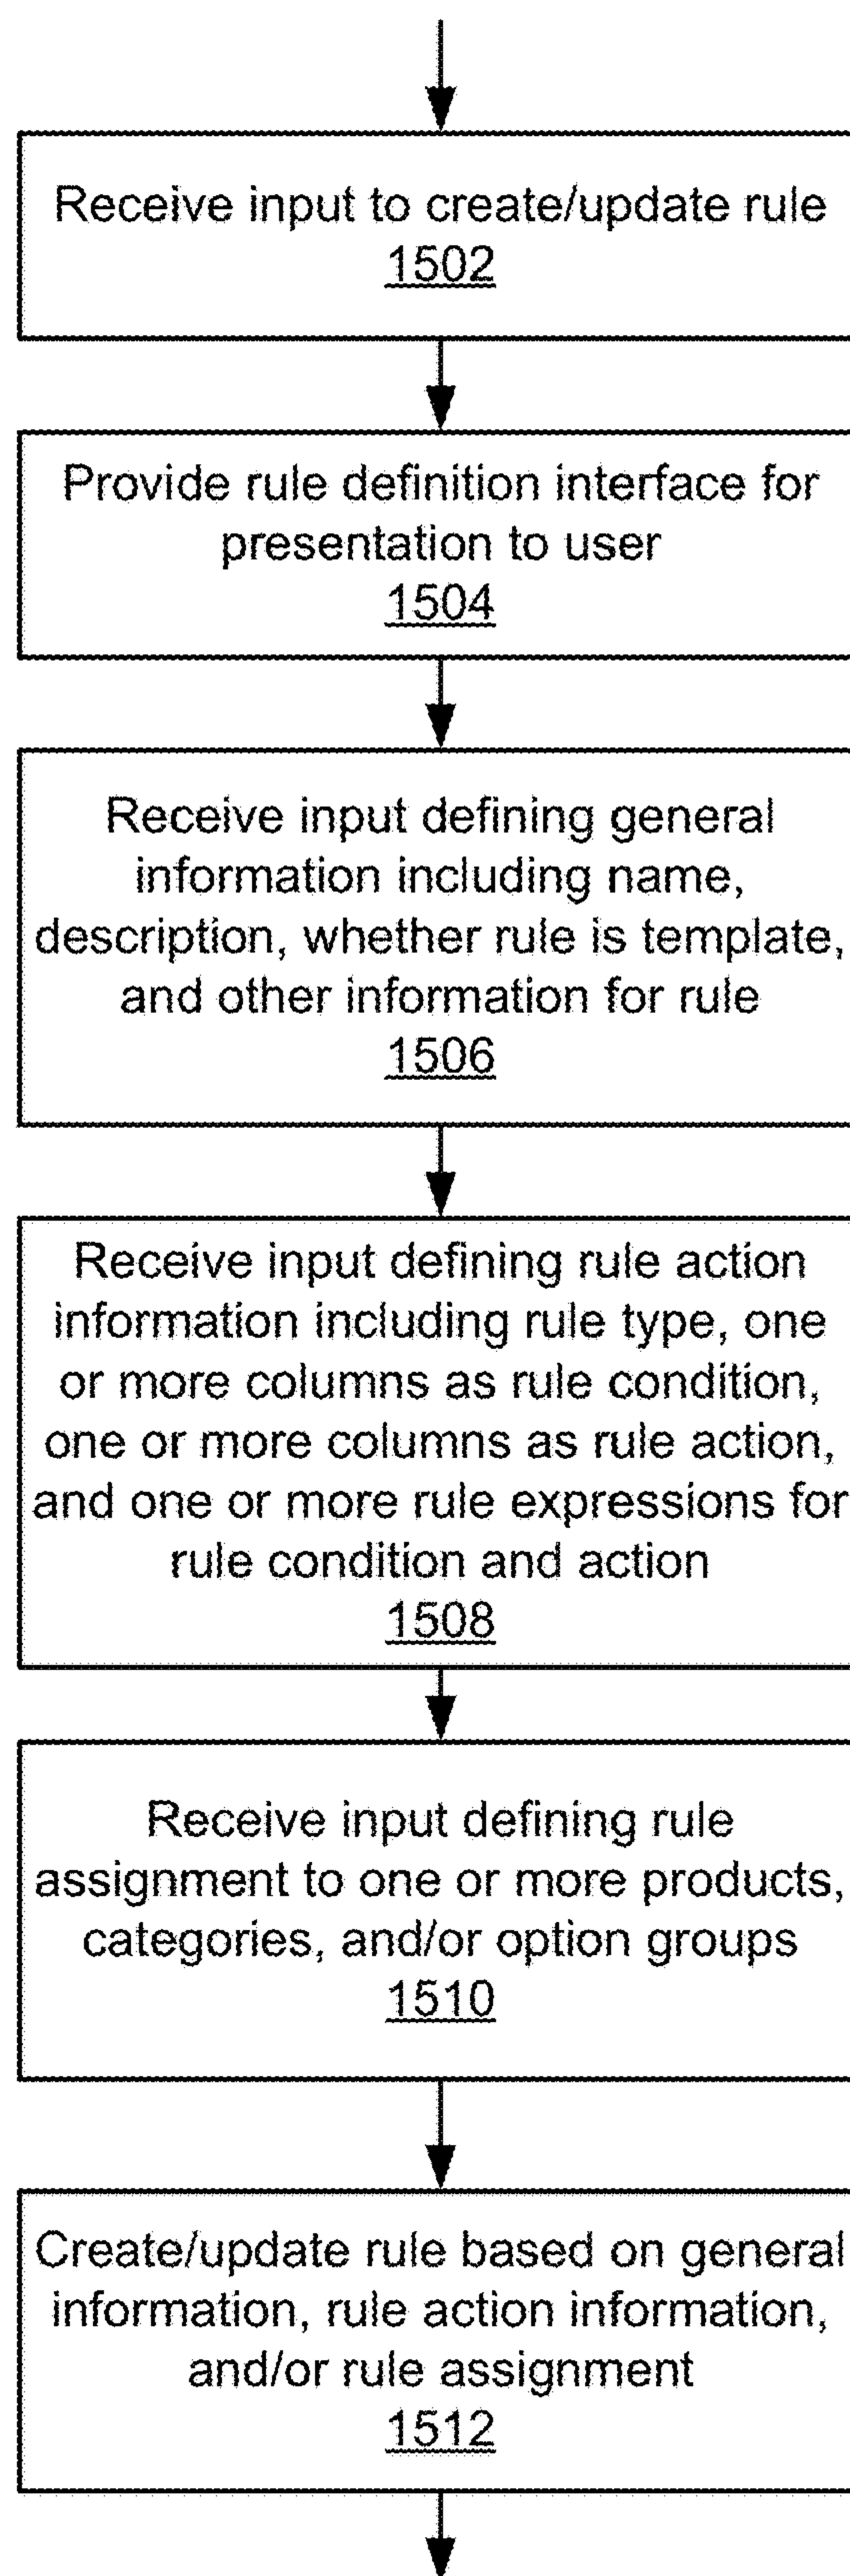 Receive input to create/update rule
1502
Provide rule definition interface for
presentation to user
1504
Receive input defining general
information including name,
description, whether rule is template,
and other information for rule
1506
Receive input defining rule action
information including rule type, one
or more columns as rule condition,
one or more columns as rule action,
and one or more rule expressions for
rule condition and action
1508
Receive input defining rule
assignment to one or more products,
categories, and/or option groups
1510
Create/update rule based on general
information, rule action information,
and/or rule assignment
1512